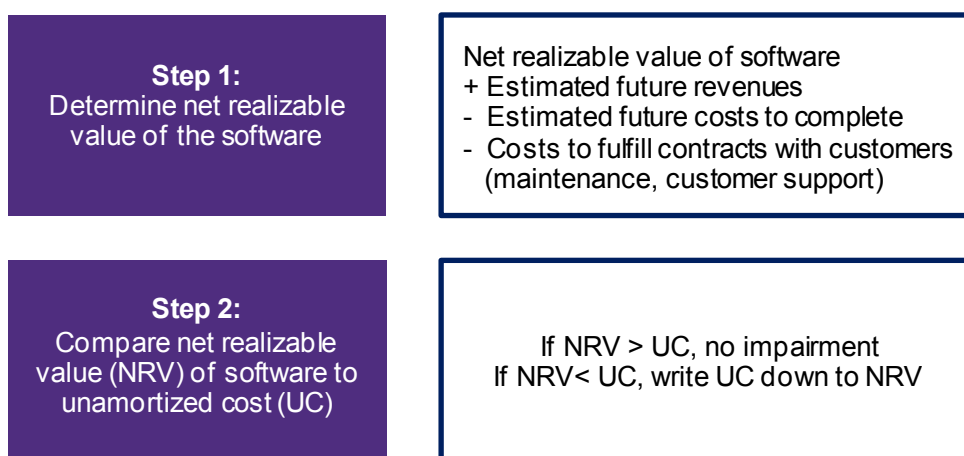 Step 1:
Determine net realizable
value of the software
Net realizable value of software
+ Estimated future revenues
- Estimated future costs to complete
- Costs to fulfill contracts with customers
(maintenance, customer support)
Step 2:
Compare net realizable
value (NRV) of software to
unamortized cost (UC)
If NRV > UC, no impairment
If NRV< UC, write UC down to NRV